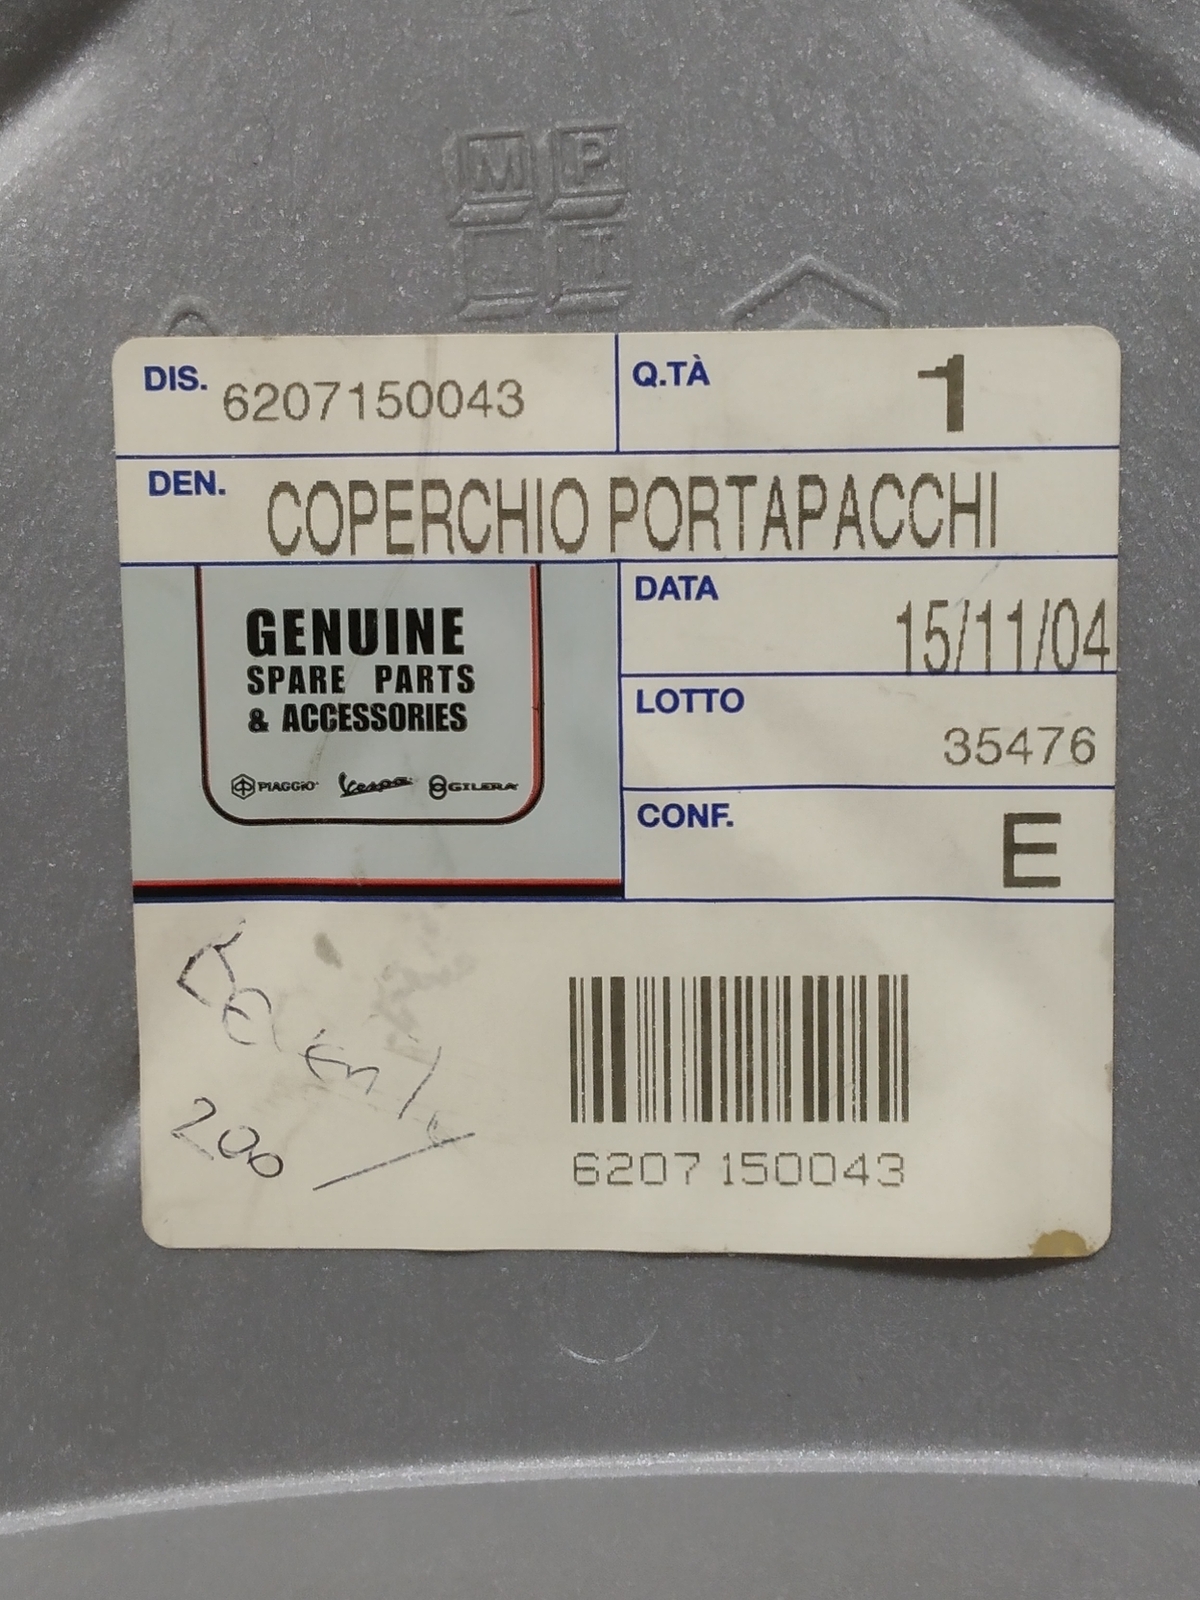 M P
T
DIS. 6207150043
Q.TÀ 1
DEN. COPERCHIO PORTAPACCHI
GENUINE
SPARE PARTS
& ACCESSORIES
PIAGGIO Vespa GILERA
DATA 15/11/04
LOTTO 35476
CONF. E
200
6207150043